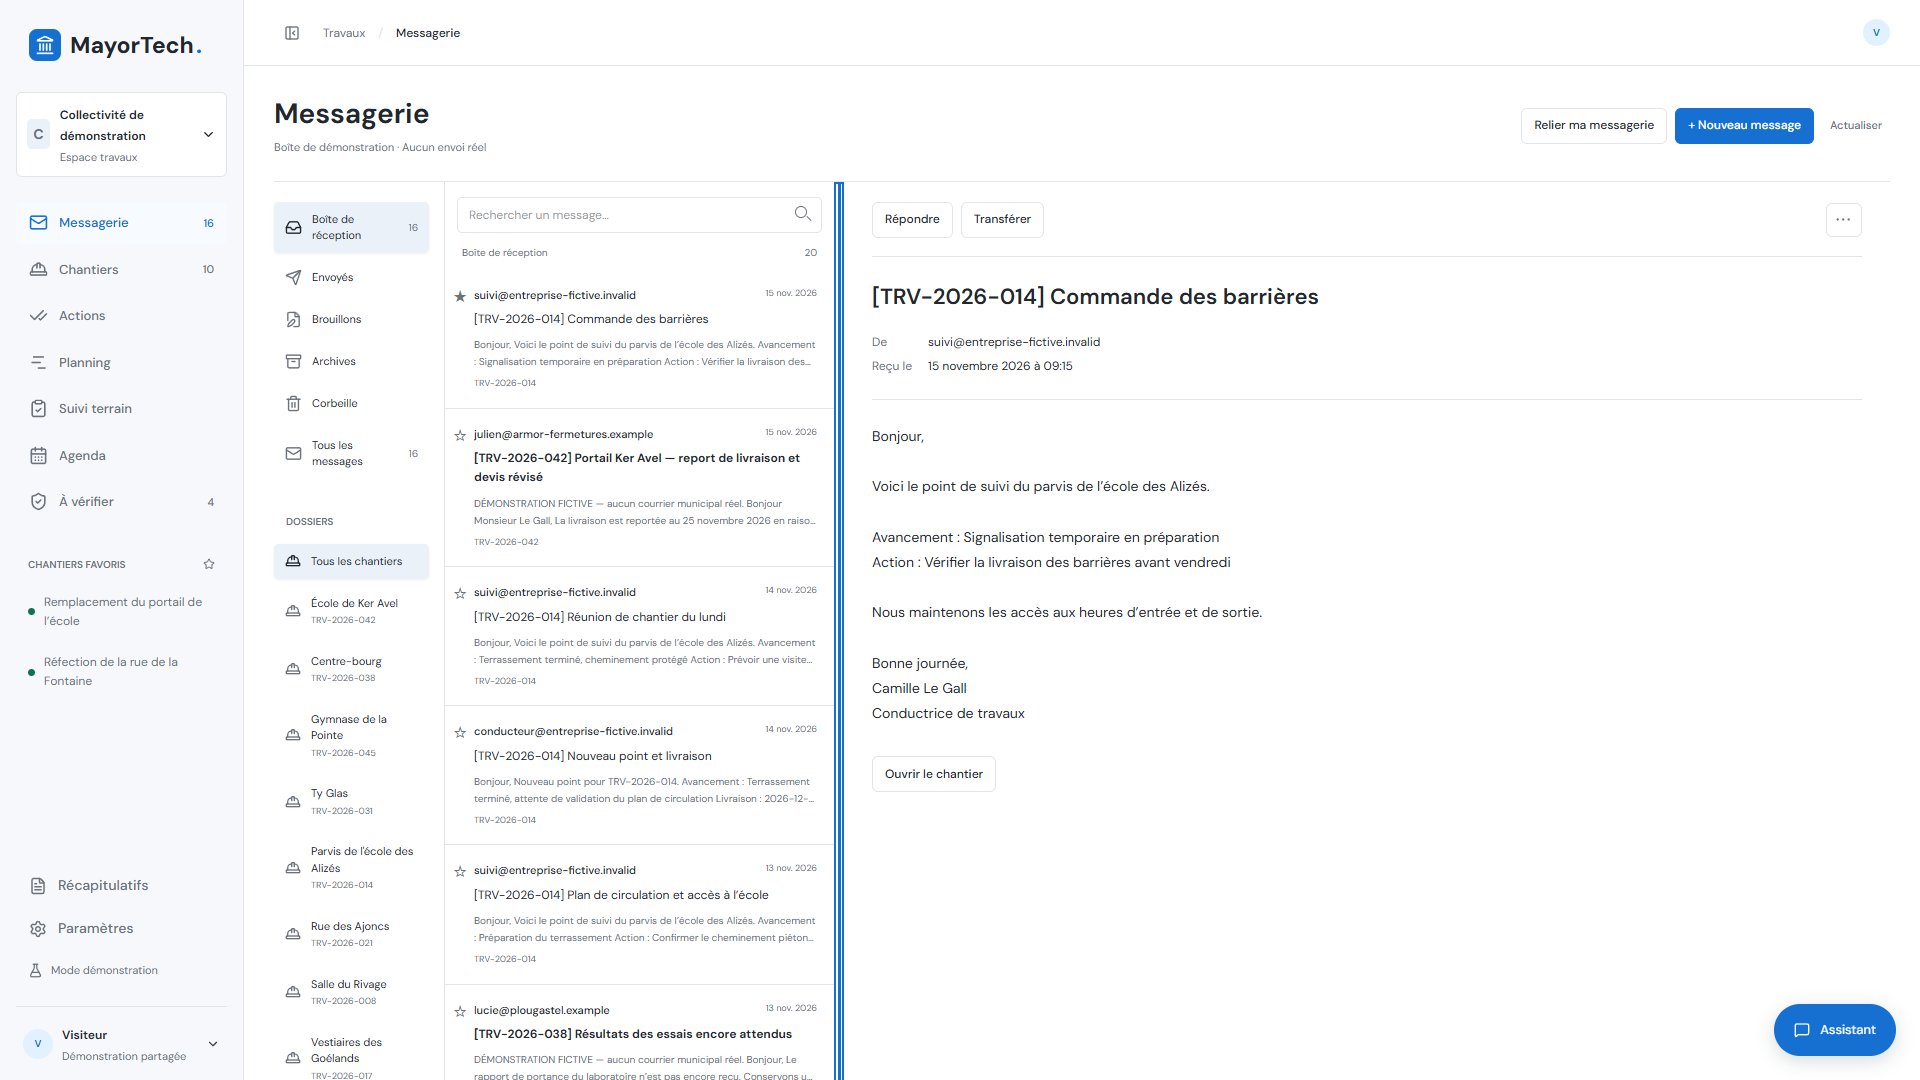 MayorTech.
C
Collectivité de
démonstration
Espace travaux
Messagerie 16
Chantiers 10
Actions
Planning
Suivi terrain
Agenda
À vérifier 4
CHANTIERS FAVORIS
Remplacement du portail de
l'école
Réfection de la rue de la
Fontaine
Récapitulatifs
Paramètres
Mode démonstration
V
Visiteur
Démonstration partagée
Travaux / Messagerie
V
Messagerie
Boîte de démonstration · Aucun envoi réel
Relier ma messagerie
+ Nouveau message
Actualiser
Boîte de
réception 16
Envoyés
Brouillons
Archives
Corbeille
Tous les
messages 16
DOSSIERS
Tous les chantiers
École de Ker Avel
TRV-2026-042
Centre-bourg
TRV-2026-038
Gymnase de la
Pointe
TRV-2026-045
Ty Glas
TRV-2026-031
Parvis de l'école des
Alizés
TRV-2026-014
Rue des Ajoncs
TRV-2026-021
Salle du Rivage
TRV-2026-008
Vestiaires des
Goélands
TRV-2026-017
Rechercher un message…
Boîte de réception 20
suivi@entreprise-fictive.invalid 15 nov. 2026
[TRV-2026-014] Commande des barrières
Bonjour, Voici le point de suivi du parvis de l'école des Alizés. Avancement
: Signalisation temporaire en préparation Action : Vérifier la livraison des…
TRV-2026-014
julien@armor-fermetures.example 15 nov. 2026
[TRV-2026-042] Portail Ker Avel — report de livraison et
devis révisé
DÉMONSTRATION FICTIVE — aucun courrier municipal réel. Bonjour
Monsieur Le Gall, La livraison est reportée au 25 novembre 2026 en raiso…
TRV-2026-042
suivi@entreprise-fictive.invalid 14 nov. 2026
[TRV-2026-014] Réunion de chantier du lundi
Bonjour, Voici le point de suivi du parvis de l'école des Alizés. Avancement
: Terrassement terminé, cheminement protégé Action : Prévoir une visite…
TRV-2026-014
conducteur@entreprise-fictive.invalid 14 nov. 2026
[TRV-2026-014] Nouveau point et livraison
Bonjour, Nouveau point pour TRV-2026-014. Avancement : Terrassement
terminé, attente de validation du plan de circulation Livraison : 2026-12-…
TRV-2026-014
suivi@entreprise-fictive.invalid 13 nov. 2026
[TRV-2026-014] Plan de circulation et accès à l'école
Bonjour, Voici le point de suivi du parvis de l'école des Alizés. Avancement
: Préparation du terrassement Action : Confirmer le cheminement piéton…
TRV-2026-014
lucie@plougastel.example 13 nov. 2026
[TRV-2026-038] Résultats des essais encore attendus
DÉMONSTRATION FICTIVE — aucun courrier municipal réel. Bonjour, Le
rapport de portance du laboratoire n'est pas encore reçu. Conservons u…
Répondre
Transférer
[TRV-2026-014] Commande des barrières
De suivi@entreprise-fictive.invalid
Reçu le 15 novembre 2026 à 09:15
Bonjour,
Voici le point de suivi du parvis de l'école des Alizés.
Avancement : Signalisation temporaire en préparation
Action : Vérifier la livraison des barrières avant vendredi
Nous maintenons les accès aux heures d'entrée et de sortie.
Bonne journée,
Camille Le Gall
Conductrice de travaux
Ouvrir le chantier
Assistant